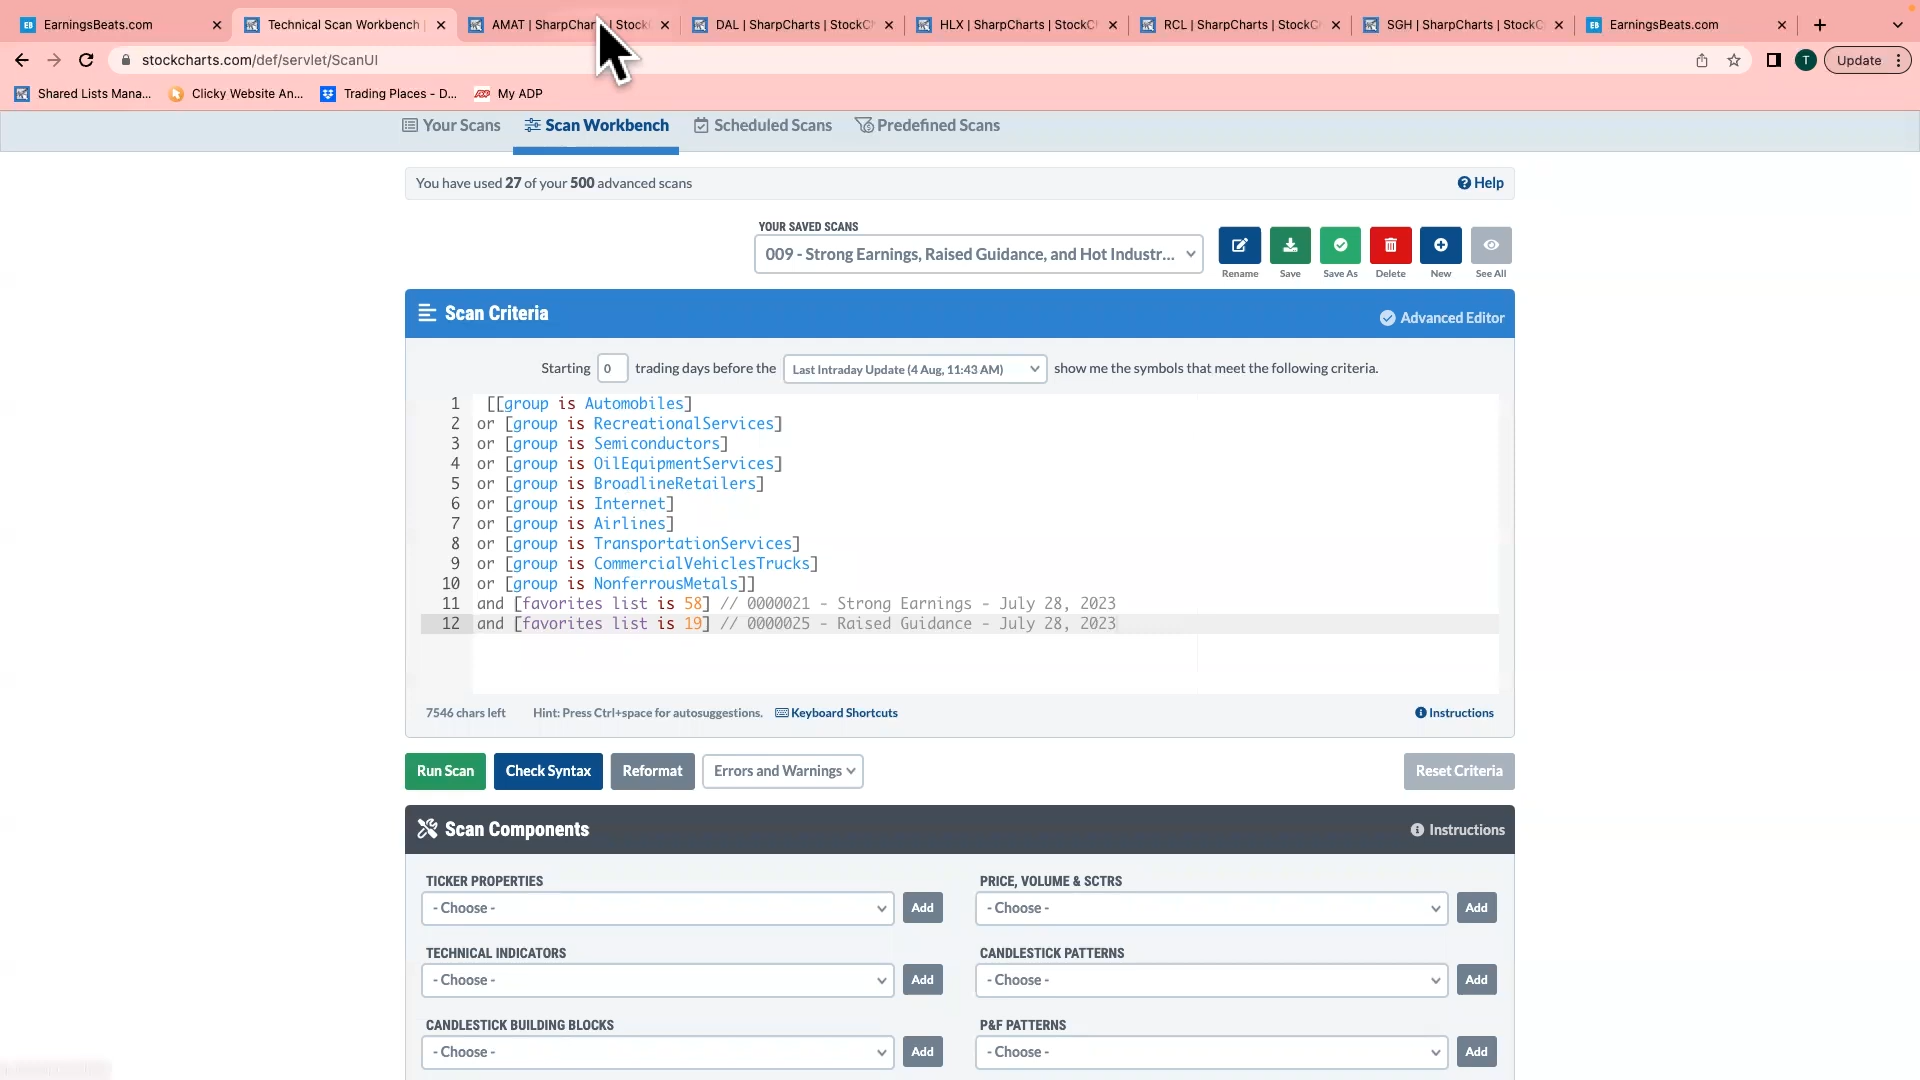 EarningsBeats.com
Technical Scan Workbench |
AMAT | SharpCharts | StockC
DAL | SharpCharts | StockCh
HLX | SharpCharts | StockCh
RCL | SharpCharts | StockCh
SGH | SharpCharts | StockCh
EarningsBeats.com
stockcharts.com/def/servlet/ScanUI
T
Update
Shared Lists Mana...
Clicky Website An...
Trading Places - D...
My ADP
Your Scans
Scan Workbench
Scheduled Scans
Predefined Scans
You have used 27 of your 500 advanced scans
Help
YOUR SAVED SCANS
009 - Strong Earnings, Raised Guidance, and Hot Industr...
Rename
Save
Save As
Delete
New
See All
Scan Criteria
Advanced Editor
Starting 0 trading days before the Last Intraday Update (4 Aug, 11:43 AM) show me the symbols that meet the following criteria.
1 [[group is Automobiles]
2 or [group is RecreationalServices]
3 or [group is Semiconductors]
4 or [group is OilEquipmentServices]
5 or [group is BroadlineRetailers]
6 or [group is Internet]
7 or [group is Airlines]
8 or [group is TransportationServices]
9 or [group is CommercialVehiclesTrucks]
10 or [group is NonferrousMetals]]
11 and [favorites list is 58] // 0000021 - Strong Earnings - July 28, 2023
12 and [favorites list is 19] // 0000025 - Raised Guidance - July 28, 2023
7546 chars left
Hint: Press Ctrl+space for autosuggestions.
Keyboard Shortcuts
Instructions
Run Scan
Check Syntax
Reformat
Errors and Warnings
Reset Criteria
Scan Components
Instructions
TICKER PROPERTIES
- Choose -
Add
PRICE, VOLUME & SCTRS
- Choose -
Add
TECHNICAL INDICATORS
- Choose -
Add
CANDLESTICK PATTERNS
- Choose -
Add
CANDLESTICK BUILDING BLOCKS
- Choose -
Add
P&F PATTERNS
- Choose -
Add